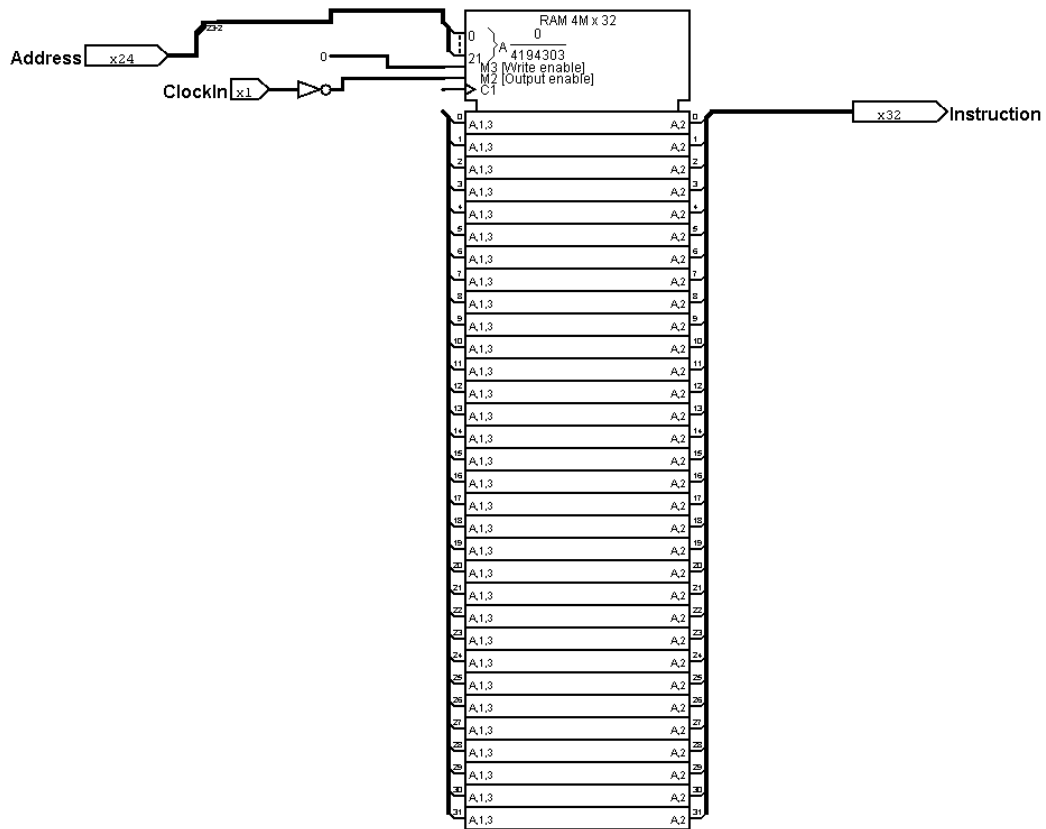 RAM 4M x 32
23-2
0
0
A
4194303
21
Address x24
0
M3 [Write enable]
M2 [Output enable]
ClockIn x1
C1
0 A,1,3 A,2 0
x32 Instruction
1 A,1,3 A,2 1
2 A,1,3 A,2 2
3 A,1,3 A,2 3
4 A,1,3 A,2 4
5 A,1,3 A,2 5
6 A,1,3 A,2 6
7 A,1,3 A,2 7
8 A,1,3 A,2 8
9 A,1,3 A,2 9
10 A,1,3 A,2 10
11 A,1,3 A,2 11
12 A,1,3 A,2 12
13 A,1,3 A,2 13
14 A,1,3 A,2 14
15 A,1,3 A,2 15
16 A,1,3 A,2 16
17 A,1,3 A,2 17
18 A,1,3 A,2 18
19 A,1,3 A,2 19
20 A,1,3 A,2 20
21 A,1,3 A,2 21
22 A,1,3 A,2 22
23 A,1,3 A,2 23
24 A,1,3 A,2 24
25 A,1,3 A,2 25
26 A,1,3 A,2 26
27 A,1,3 A,2 27
28 A,1,3 A,2 28
29 A,1,3 A,2 29
30 A,1,3 A,2 30
31 A,1,3 A,2 31